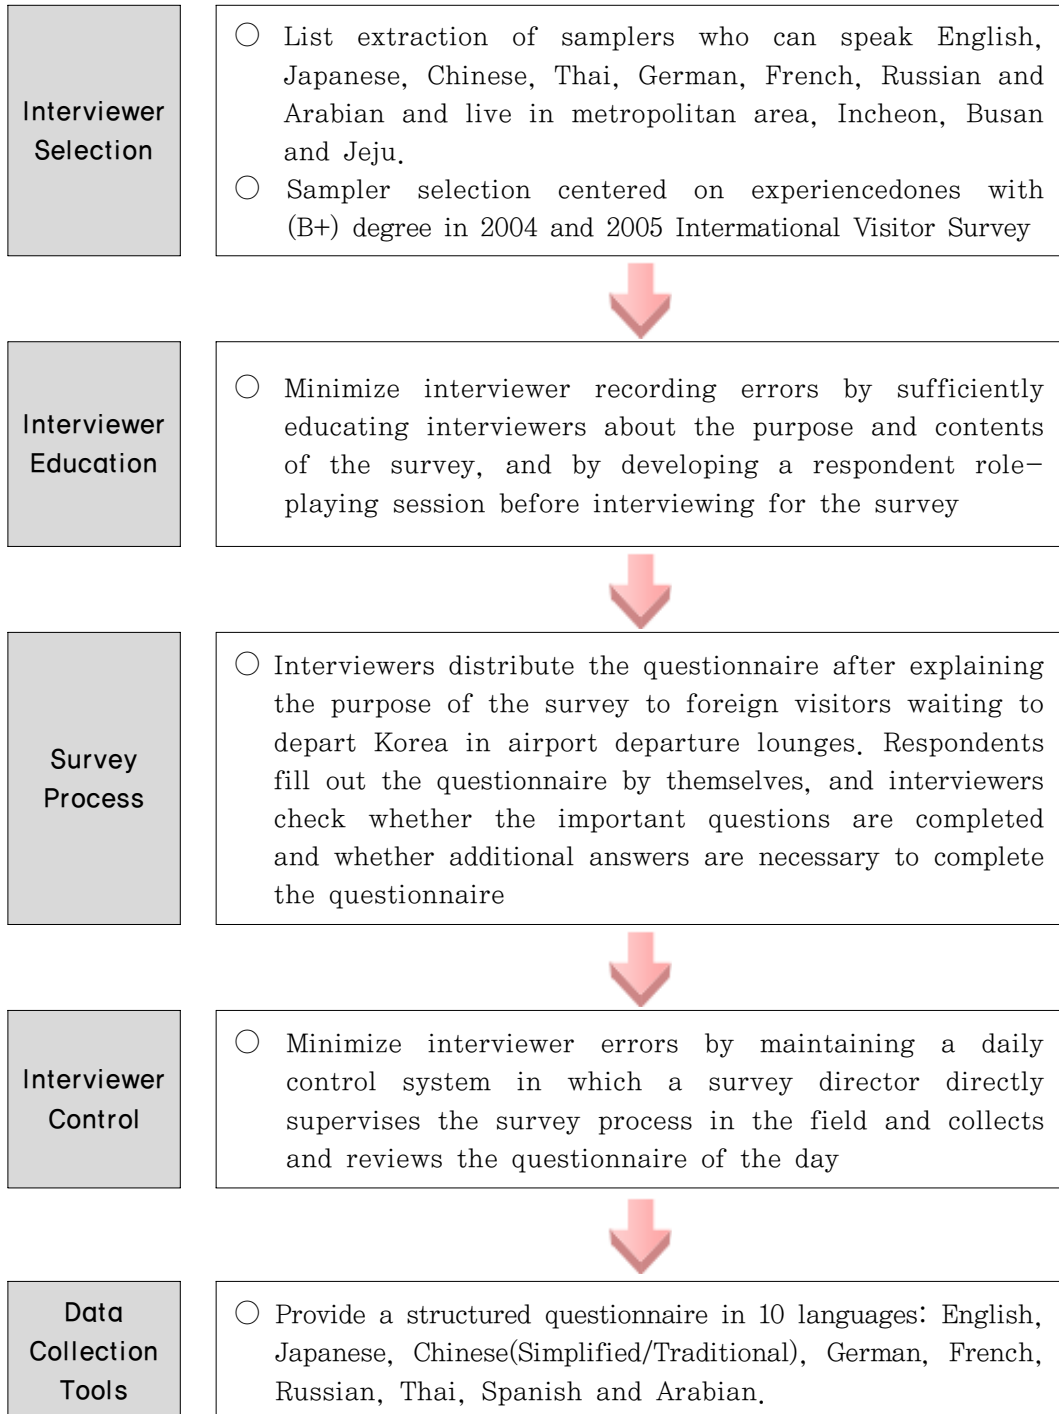 Interviewer
Selection
○ List extraction of samplers who can speak English,
Japanese, Chinese, Thai, German, French, Russian and
Arabian and live in metropolitan area, Incheon, Busan
and Jeju.
○ Sampler selection centered on experiencedones with
(B+) degree in 2004 and 2005 Intermational Visitor Survey
Interviewer
Education
○ Minimize interviewer recording errors by sufficiently
educating interviewers about the purpose and contents
of the survey, and by developing a respondent role-
playing session before interviewing for the survey
Survey
Process
○ Interviewers distribute the questionnaire after explaining
the purpose of the survey to foreign visitors waiting to
depart Korea in airport departure lounges. Respondents
fill out the questionnaire by themselves, and interviewers
check whether the important questions are completed
and whether additional answers are necessary to complete
the questionnaire
Interviewer
Control
○ Minimize interviewer errors by maintaining a daily
control system in which a survey director directly
supervises the survey process in the field and collects
and reviews the questionnaire of the day
Data
Collection
Tools
○ Provide a structured questionnaire in 10 languages: English,
Japanese, Chinese(Simplified/Traditional), German, French,
Russian, Thai, Spanish and Arabian.